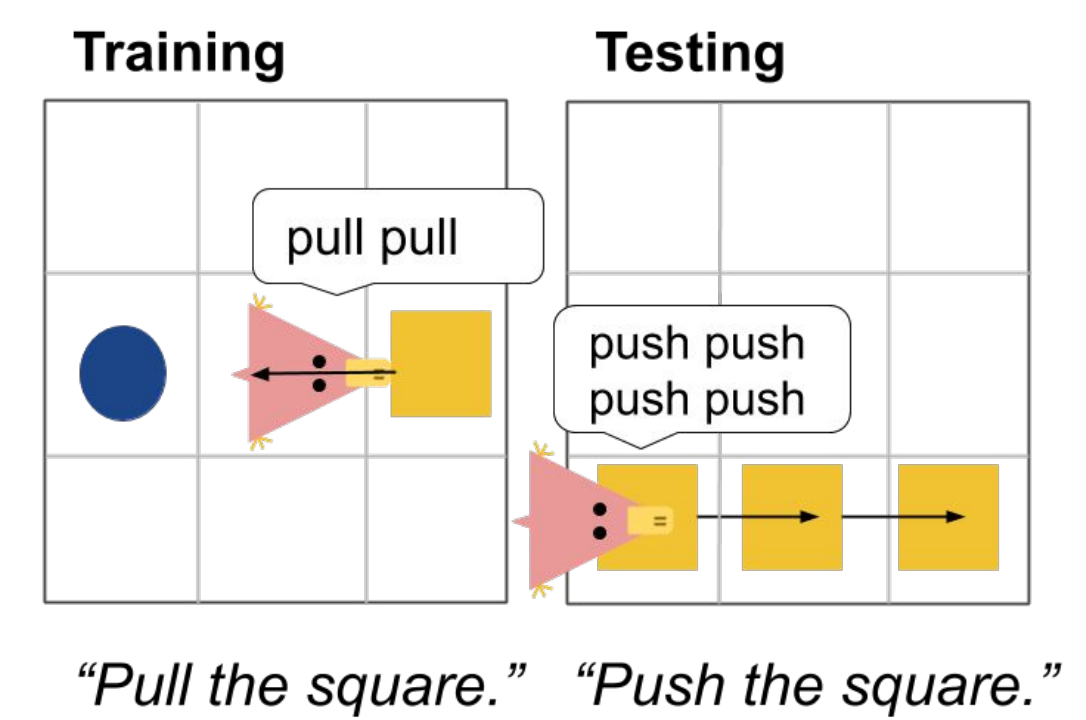 Training
Testing
pull pull
push push
push push
“Pull the square.”
“Push the square.”